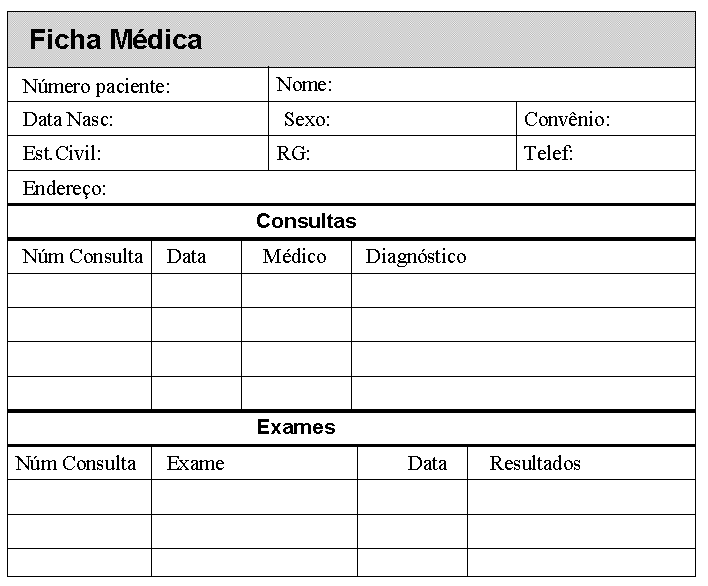 Ficha Médica
Número paciente: Nome:
Data Nasc: Sexo: Convênio:
Est.Civil: RG: Telef:
Endereço:
Consultas
Núm Consulta Data Médico Diagnóstico
Exames
Núm Consulta Exame Data Resultados